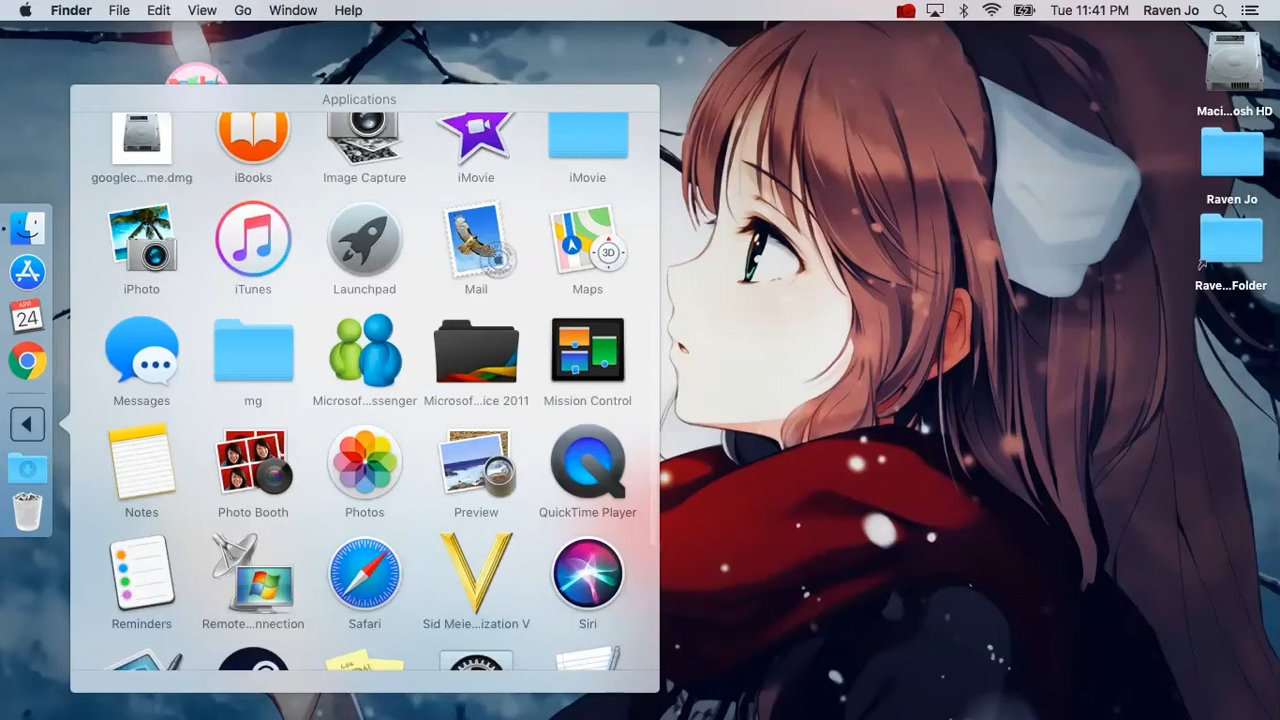 Finder File Edit View Go Window Help Tue 11:41 PM Raven Jo
Applications
googlec...me.dmg iBooks Image Capture iMovie iMovie
iPhoto iTunes Launchpad Mail Maps
3D
Messages mg Microsof...ssenger Microsof...ice 2011 Mission Control
Notes Photo Booth Photos Preview QuickTime Player
Reminders Remote...nnection Safari Sid Meie...ization V Siri
APR
24
Maci...osh HD
Raven Jo
Rave...Folder